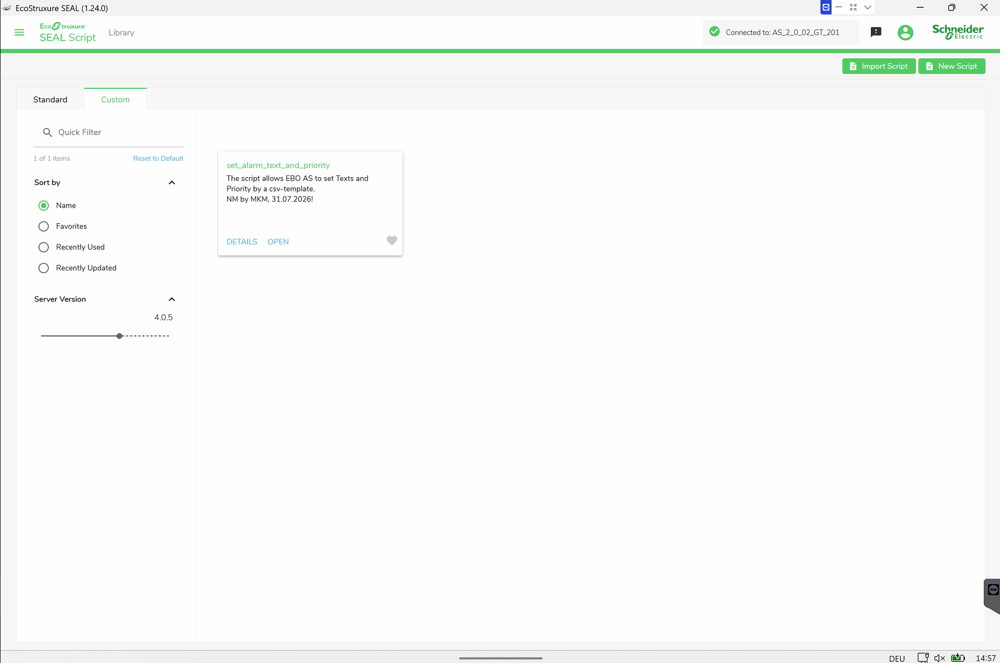 EcoStruxure SEAL (1.24.0)
EcoStruxure
SEAL Script
Library
Connected to: AS_2_0_02_GT_201
Schneider
Electric
Import Script
New Script
Standard
Custom
Quick Filter
1 of 1 items
Reset to Default
Sort by
Name
Favorites
Recently Used
Recently Updated
Server Version
4.0.5
set_alarm_text_and_priority
The script allows EBO AS to set Texts and
Priority by a csv-template.
NM by MKM, 31.07.2026!
DETAILS
OPEN
DEU
14:57